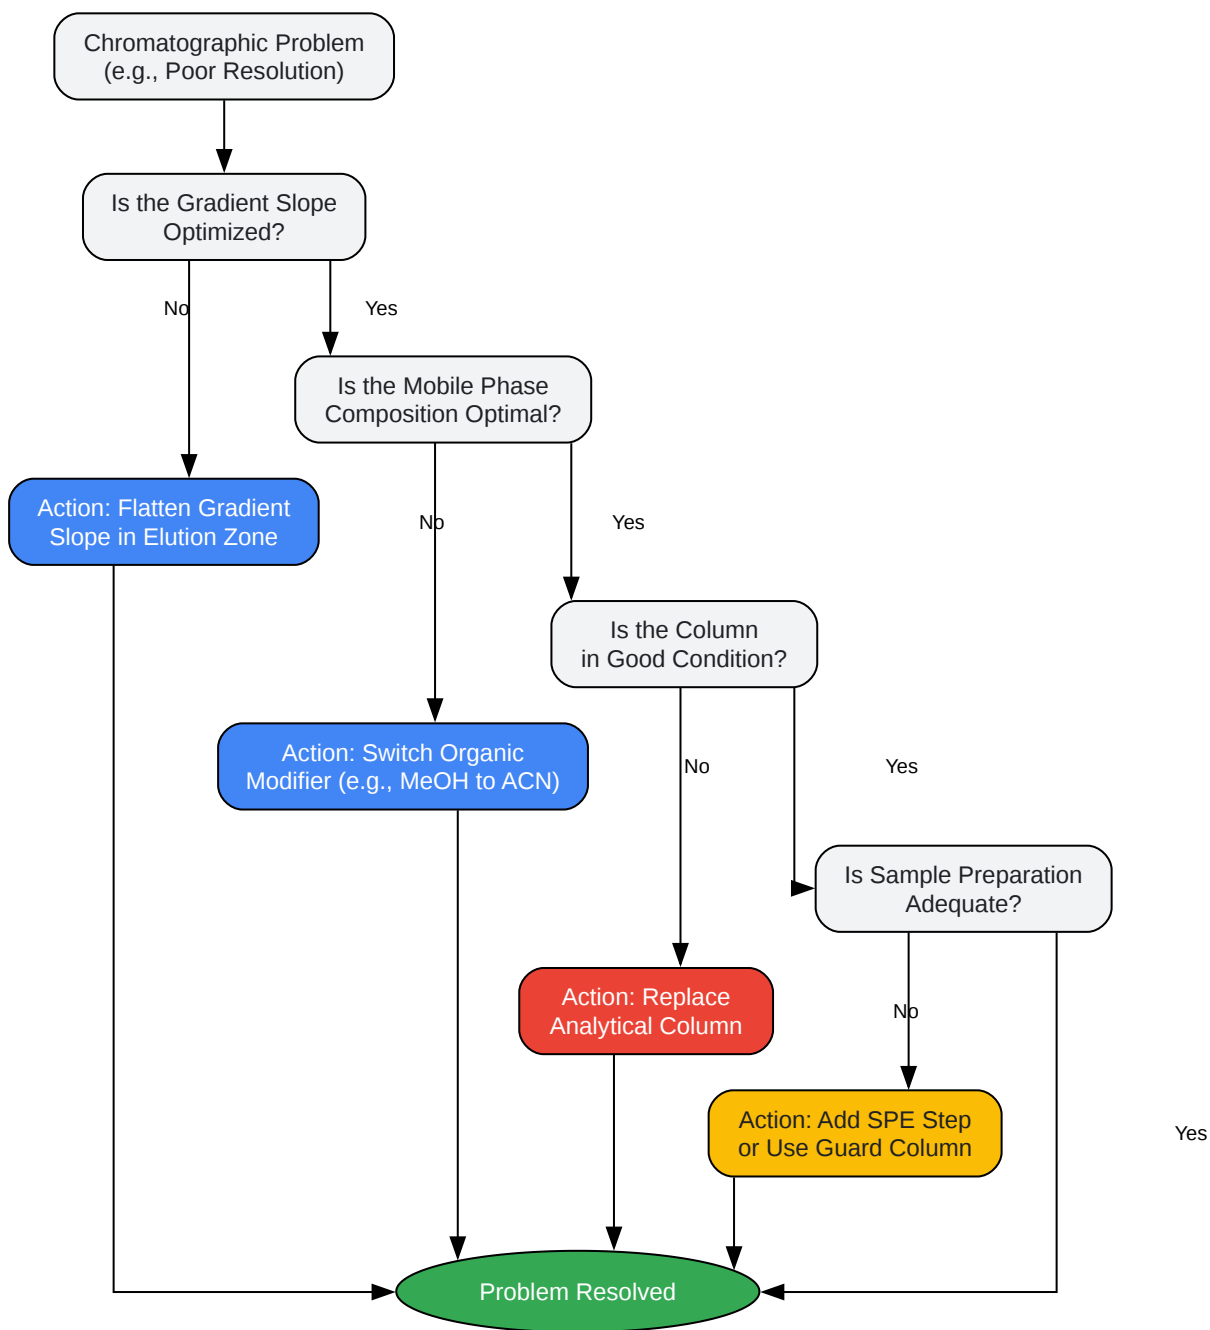 Chromatographic Problem
(e.g., Poor Resolution)
Is the Gradient Slope
Optimized?
No
Yes
Is the Mobile Phase
Composition Optimal?
Action: Flatten Gradient
Slope in Elution Zone
No
Yes
Is the Column
in Good Condition?
Action: Switch Organic
Modifier (e.g., MeOH to ACN)
No
Yes
Is Sample Preparation
Adequate?
Action: Replace
Analytical Column
No
Action: Add SPE Step
or Use Guard Column
Yes
Problem Resolved